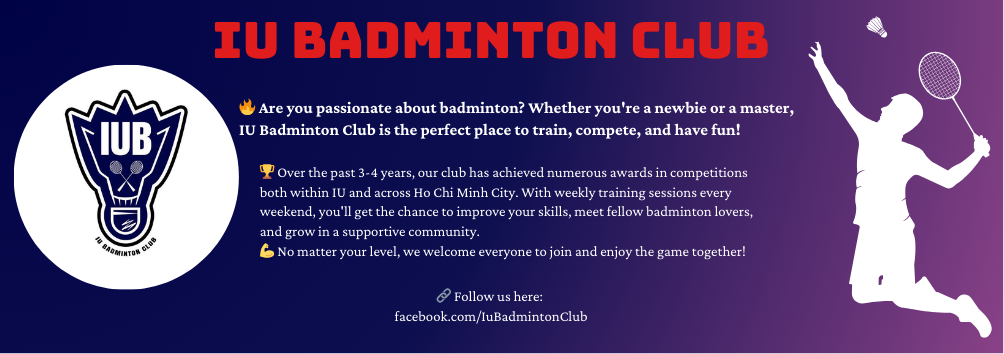 IU BADMINTON CLUB
IUB
IU BADMINTON CLUB
🔥 Are you passionate about badminton? Whether you're a newbie or a master,
IU Badminton Club is the perfect place to train, compete, and have fun!
🏆 Over the past 3-4 years, our club has achieved numerous awards in competitions
both within IU and across Ho Chi Minh City. With weekly training sessions every
weekend, you'll get the chance to improve your skills, meet fellow badminton lovers,
and grow in a supportive community.
💪 No matter your level, we welcome everyone to join and enjoy the game together!
🔗 Follow us here:
facebook.com/IuBadmintonClub